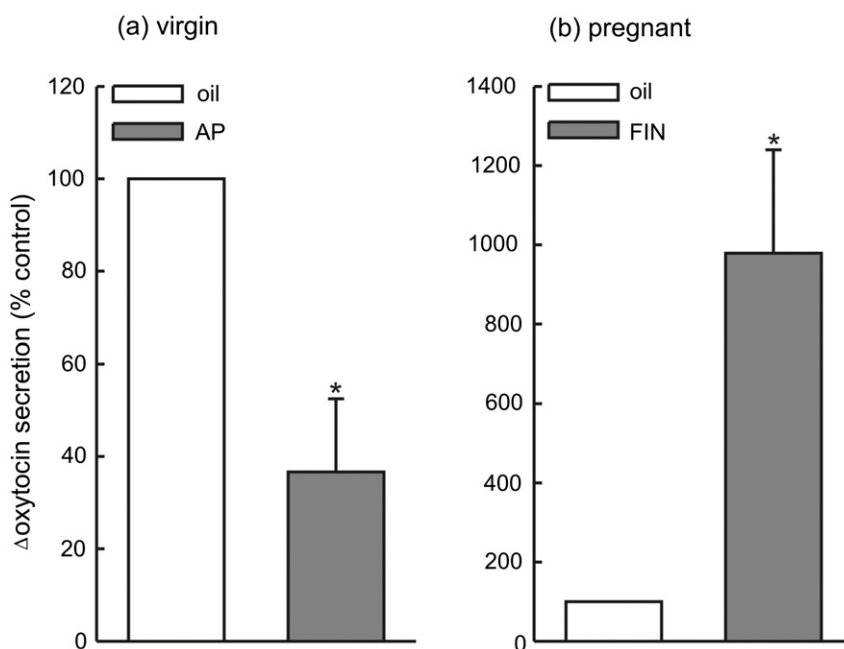 (a) virgin
oil
AP
120
100
80
60
40
20
0
Δoxytocin secretion (% control)
*
(b) pregnant
oil
FIN
1400
1200
1000
800
600
400
200
0
*